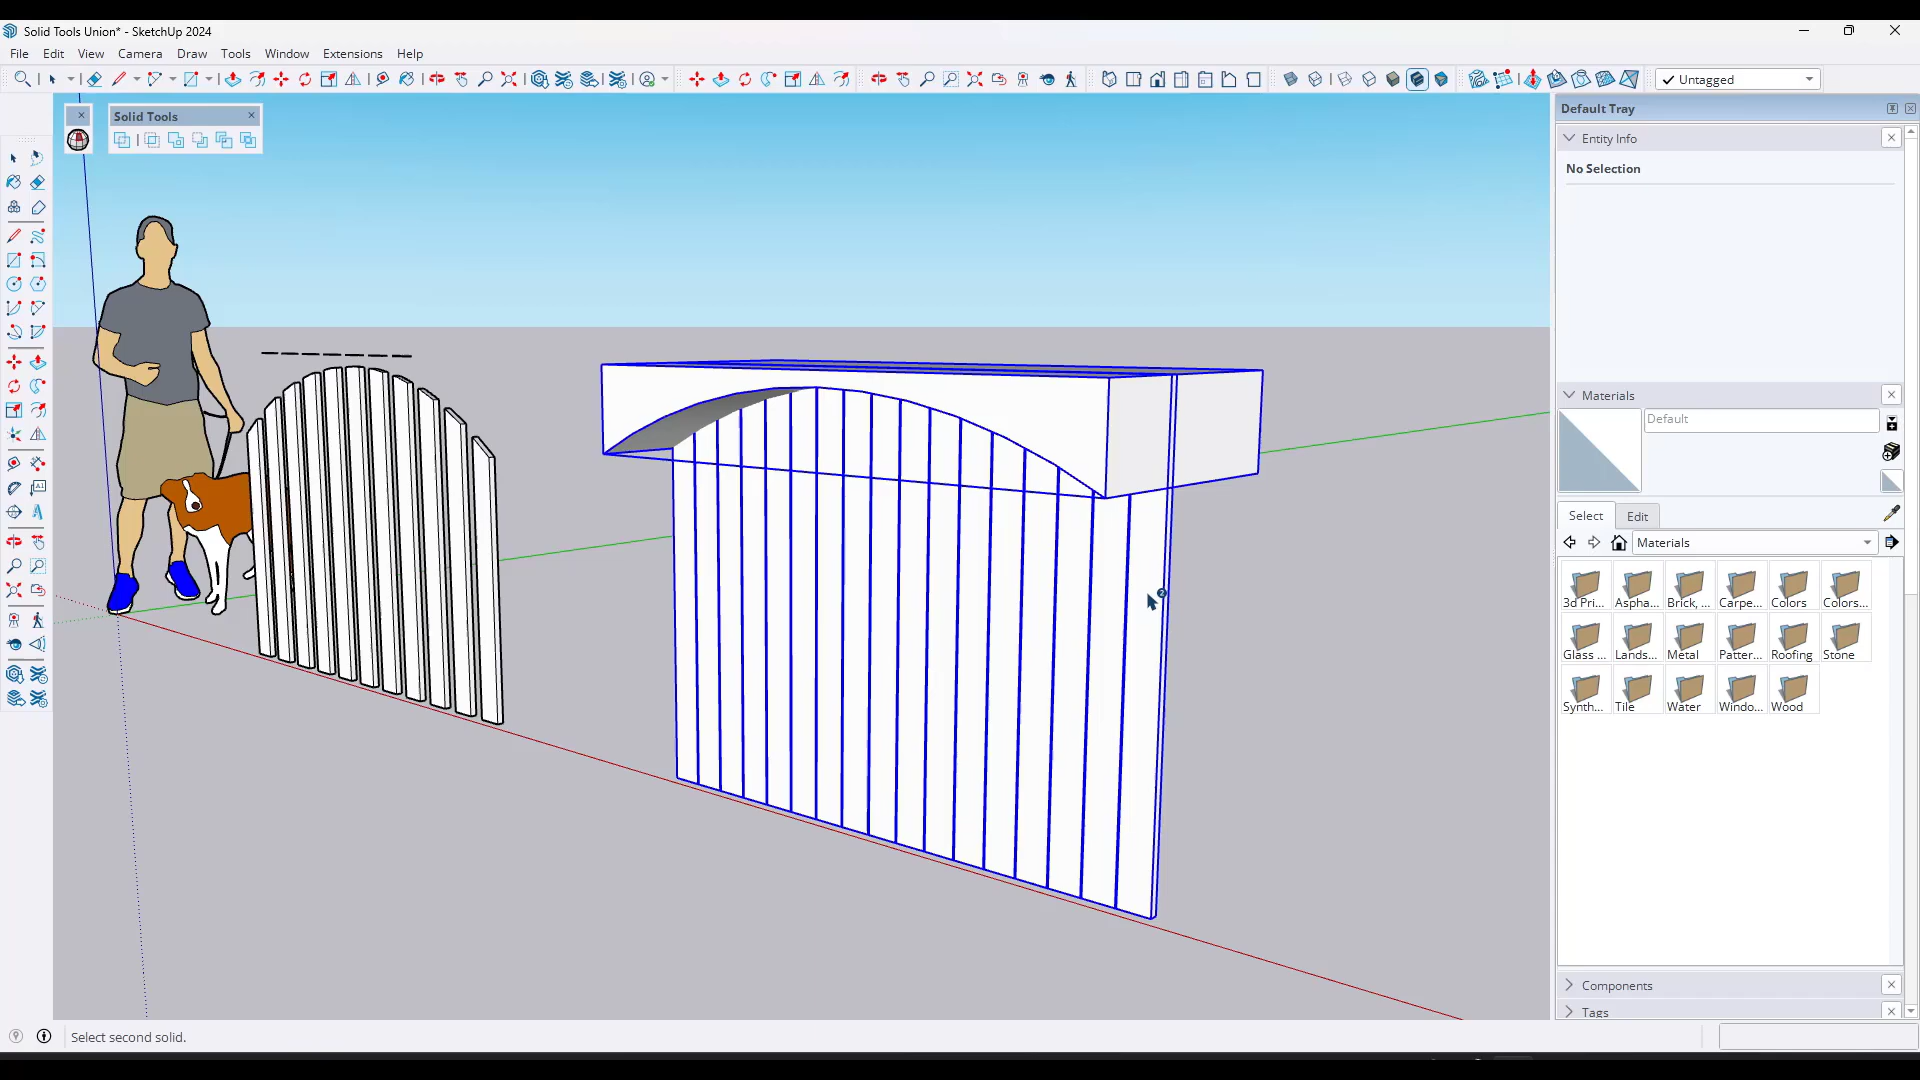 Solid Tools Union* - SketchUp 2024
File Edit View Camera Draw Tools Window Extensions Help
Untagged
Solid Tools
Default Tray
Entity Info
No Selection
Materials
Default
Select Edit
Materials
3d Pri... Aspha... Brick, ... Carpe... Colors Colors...
Glass ... Lands... Metal Patter... Roofing Stone
Synth... Tile Water Windo... Wood
Components
Tags
Select second solid.